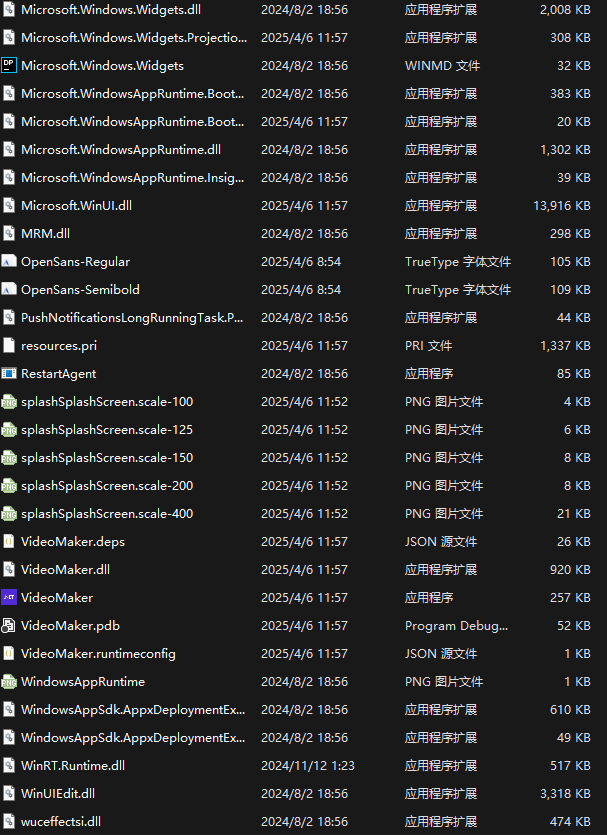 Microsoft.Windows.Widgets.dll 2024/8/2 18:56 应用程序扩展 2,008 KB
Microsoft.Windows.Widgets.Projectio... 2025/4/6 11:57 应用程序扩展 308 KB
Microsoft.Windows.Widgets 2024/8/2 18:56 WINMD 文件 32 KB
Microsoft.WindowsAppRuntime.Boot... 2024/8/2 18:56 应用程序扩展 383 KB
Microsoft.WindowsAppRuntime.Boot... 2025/4/6 11:57 应用程序扩展 20 KB
Microsoft.WindowsAppRuntime.dll 2024/8/2 18:56 应用程序扩展 1,302 KB
Microsoft.WindowsAppRuntime.Insig... 2024/8/2 18:56 应用程序扩展 39 KB
Microsoft.WinUI.dll 2025/4/6 11:57 应用程序扩展 13,916 KB
MRM.dll 2024/8/2 18:56 应用程序扩展 298 KB
OpenSans-Regular 2025/4/6 8:54 TrueType 字体文件 105 KB
OpenSans-Semibold 2025/4/6 8:54 TrueType 字体文件 109 KB
PushNotificationsLongRunningTask.P... 2024/8/2 18:56 应用程序扩展 44 KB
resources.pri 2025/4/6 11:57 PRI 文件 1,337 KB
RestartAgent 2024/8/2 18:56 应用程序 85 KB
splashSplashScreen.scale-100 2025/4/6 11:52 PNG 图片文件 4 KB
splashSplashScreen.scale-125 2025/4/6 11:52 PNG 图片文件 6 KB
splashSplashScreen.scale-150 2025/4/6 11:52 PNG 图片文件 8 KB
splashSplashScreen.scale-200 2025/4/6 11:52 PNG 图片文件 8 KB
splashSplashScreen.scale-400 2025/4/6 11:52 PNG 图片文件 21 KB
VideoMaker.deps 2025/4/6 11:57 JSON 源文件 26 KB
VideoMaker.dll 2025/4/6 11:57 应用程序扩展 920 KB
VideoMaker 2025/4/6 11:57 应用程序 257 KB
VideoMaker.pdb 2025/4/6 11:57 Program Debug... 52 KB
VideoMaker.runtimeconfig 2025/4/6 11:57 JSON 源文件 1 KB
WindowsAppRuntime 2024/8/2 18:56 PNG 图片文件 1 KB
WindowsAppSdk.AppxDeploymentEx... 2024/8/2 18:56 应用程序扩展 610 KB
WindowsAppSdk.AppxDeploymentEx... 2024/8/2 18:56 应用程序扩展 49 KB
WinRT.Runtime.dll 2024/11/12 1:23 应用程序扩展 517 KB
WinUIEdit.dll 2024/8/2 18:56 应用程序扩展 3,318 KB
wuceffectsi.dll 2024/8/2 18:56 应用程序扩展 474 KB